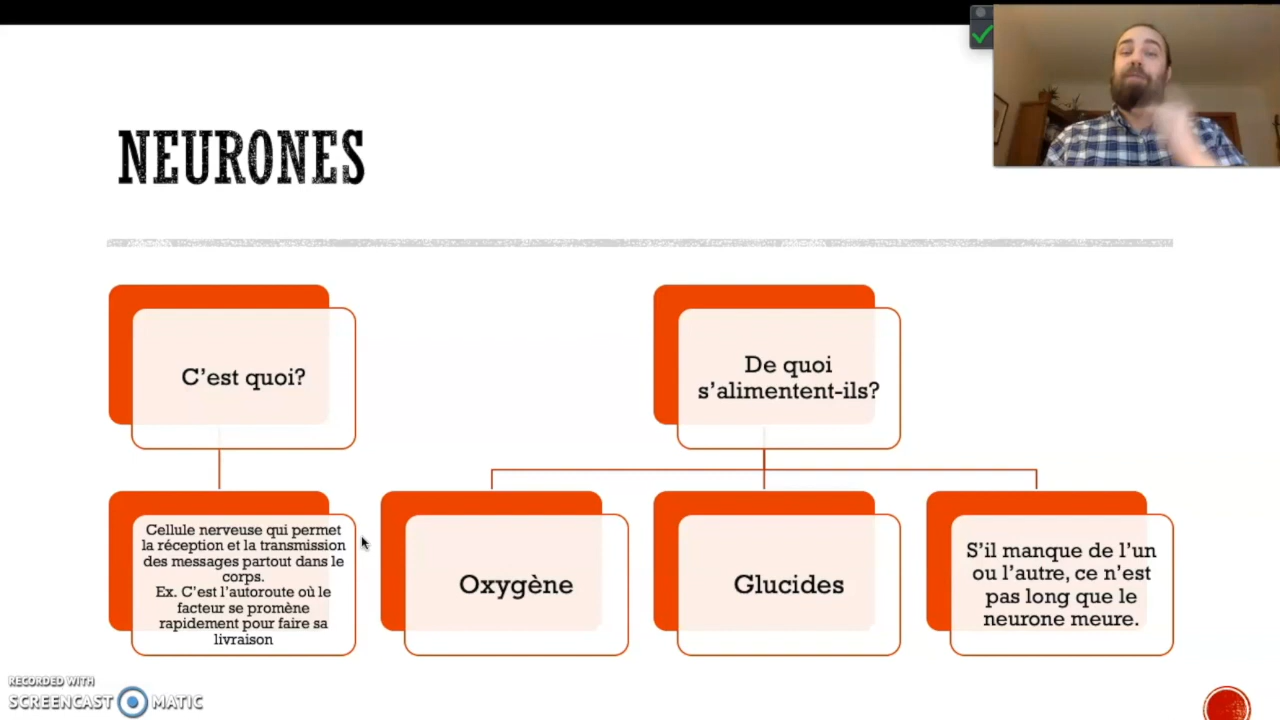 NEURONES
C’est quoi?
De quoi
s’alimentent-ils?
Cellule nerveuse qui permet
la réception et la transmission
des messages partout dans le
corps.
Ex. C’est l’autoroute où le
facteur se promène
rapidement pour faire sa
livraison
Oxygène
Glucides
S’il manque de l’un
ou l’autre, ce n’est
pas long que le
neurone meure.
RECORDED WITH
SCREENCAST MATIC